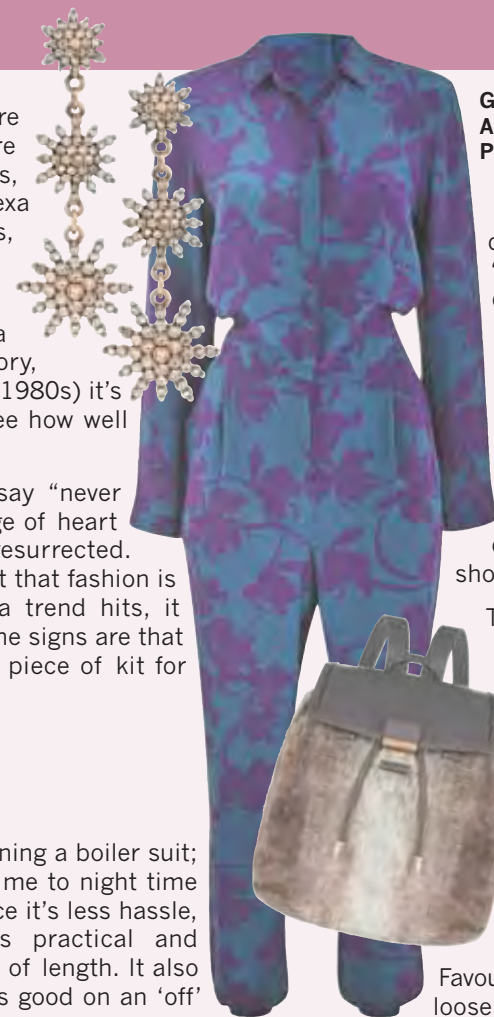 re
re
s,
exa
s,
a
ory,
1980s) it's
ee how well
say “never
ge of heart
resurrected.
t that fashion is
a trend hits, it
ne signs are that
piece of kit for
ning a boiler suit;
me to night time
ce it's less hassle,
s practical and
of length. It also
s good on an ‘off’
G
A
P
sho
T
Favou
loose